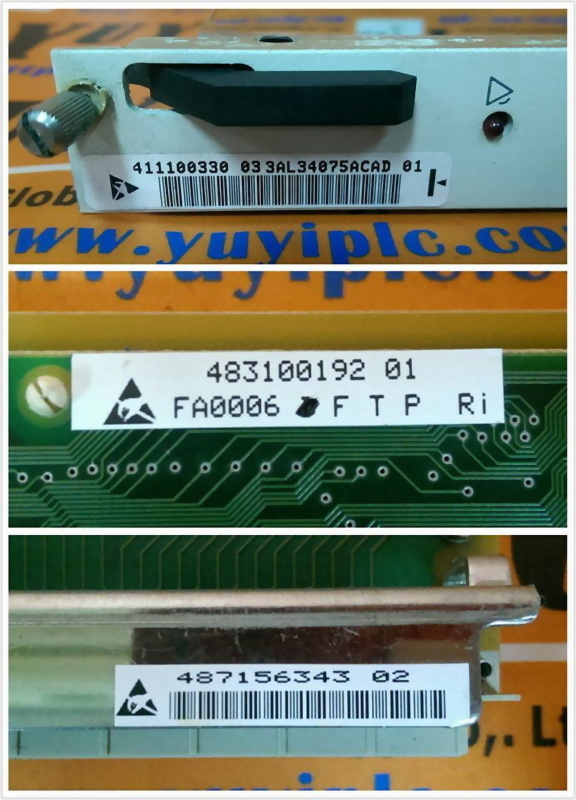 411100330 03 3AL34075ACAD 01
www.yuyiplc.co
483100192 01
FA0006 F T P Ri
487156343 02